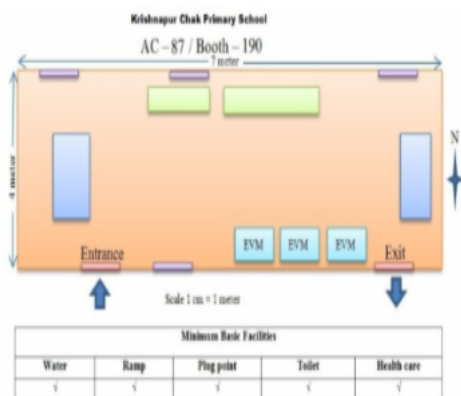 Krishnapur Chak Primary School
AC – 87 / Booth – 190
7 meter
4 meter
N
EVM EVM EVM
Entrance
Exit
Scale 1 cm = 1 meter
Minimum Basic Facilities
Water Ramp Plug point Toilet Health care
√ √ √ √ √